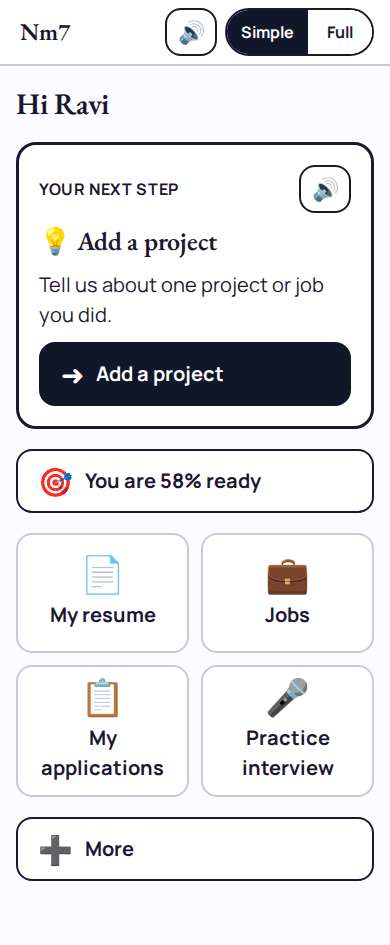 Nm7
Simple
Full
Hi Ravi
YOUR NEXT STEP
Add a project
Tell us about one project or job
you did.
Add a project
You are 58% ready
My resume
Jobs
My
applications
Practice
interview
More